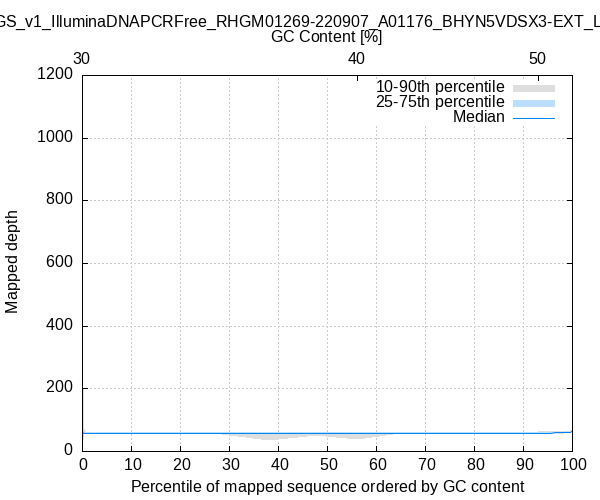 GS_v1_IlluminaDNAPCRFree_RHGM01269-220907_A01176_BHYN5VDSX3-EXT_L
GC Content [%]
30 40 50
1200
10-90th percentile
25-75th percentile
Median
1000
800
600
400
200
0
Mapped depth
0 10 20 30 40 50 60 70 80 90 100
Percentile of mapped sequence ordered by GC content